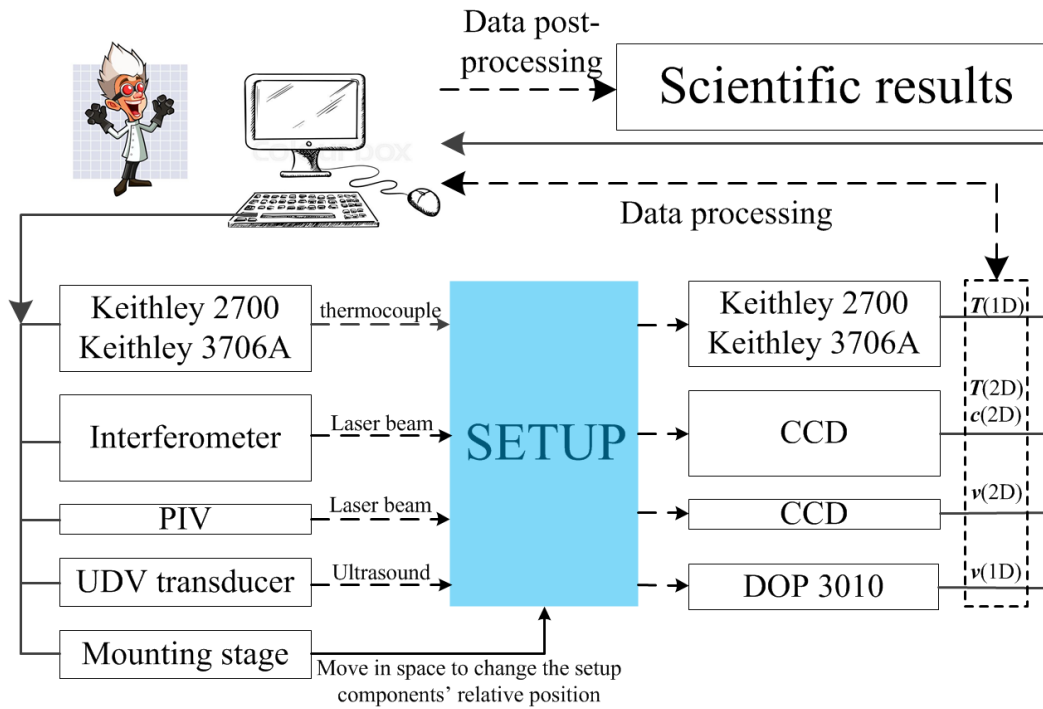 Data post-
processing
Scientific results
Data processing
Keithley 2700
Keithley 3706A
thermocouple
Keithley 2700
Keithley 3706A
T(1D)
Interferometer
Laser beam
SETUP
CCD
T(2D)
c(2D)
PIV
Laser beam
CCD
v(2D)
UDV transducer
Ultrasound
DOP 3010
v(1D)
Mounting stage
Move in space to change the setup
components’ relative position